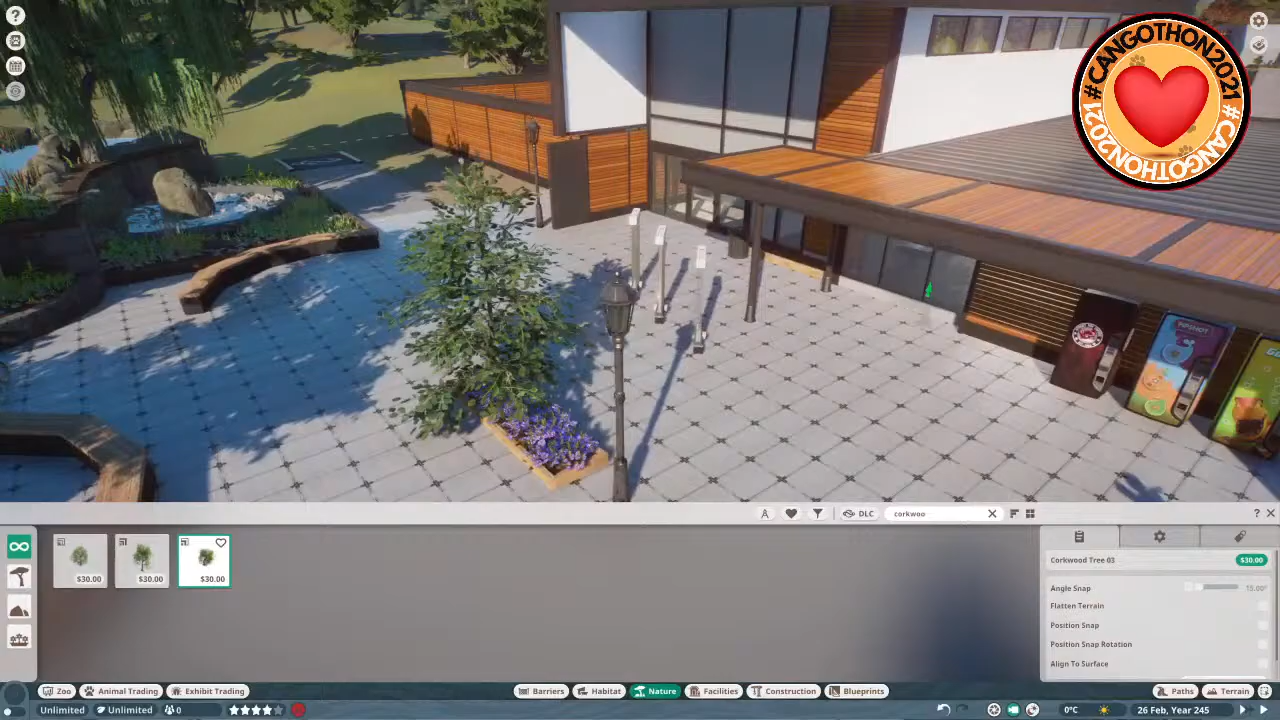 #CANGOTHON2021
#CANGOTHON2021
corkwoo
DLC
A
?
$30.00
$30.00
$30.00
Corkwood Tree 03
$30.00
Angle Snap
15.00°
Flatten Terrain
Position Snap
Position Snap Rotation
Align To Surface
Zoo
Animal Trading
Exhibit Trading
Barriers
Habitat
Nature
Facilities
Construction
Blueprints
Paths
Terrain
Unlimited
Unlimited
0
0°C
26 Feb, Year 245